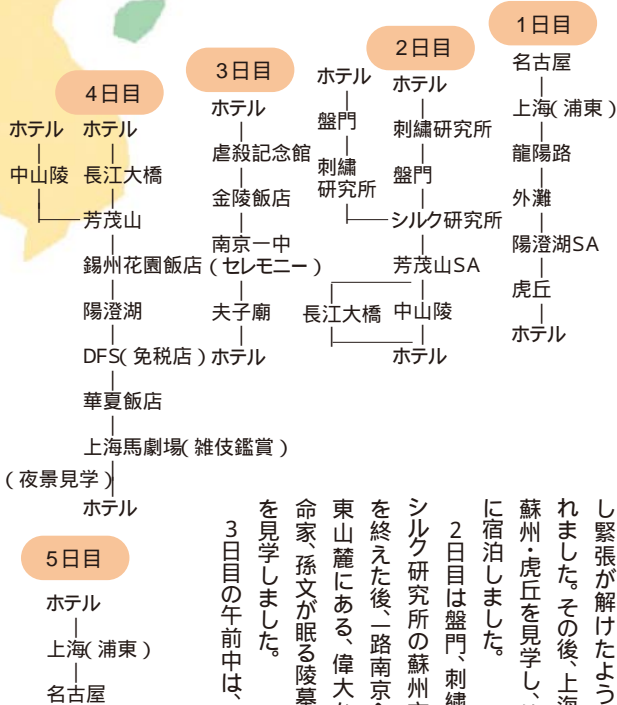 1日目
名古屋
上海(浦東)
龍陽路
外灘
陽澄湖SA
虎丘
ホテル
2日目
ホテル
刺繍研究所
盤門
シルク研究所
芳茂山SA
中山陵
ホテル
ホテル
盤門
刺繍
研究所
長江大橋
3日目
ホテル
虐殺記念館
金陵飯店
南京一中
(セレモニー)
夫子廟
ホテル
4日目
ホテル
長江大橋
芳茂山
錫州花園飯店
陽澄湖
DFS(免税店)
華夏飯店
上海馬劇場(雑伎鑑賞)
(夜景見学)
ホテル
ホテル
中山陵
5日目
ホテル
上海(浦東)
名古屋
し緊張が解けたよう
れました。その後、上海
蘇州・虎丘を見学し、
に宿泊しました。
2日目は盤門、刺繍
シルク研究所の蘇州
を終えた後、一路南京
東山麓にある、偉大
命家、孫文が眠る陵墓
を見学しました。
3日目の午前中は、